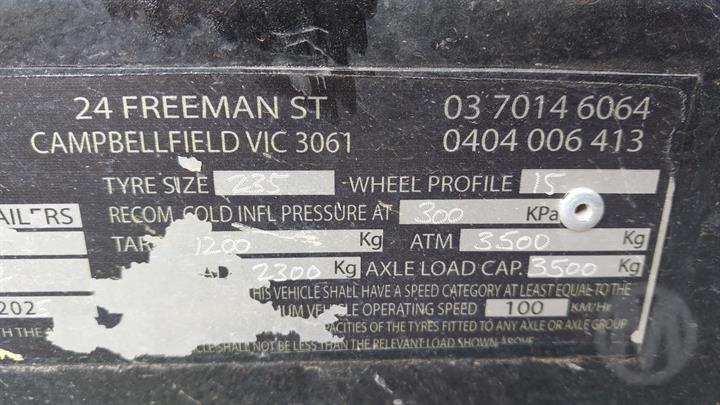 24 FREEMAN ST 03 7014 6064
CAMPBELLFIELD VIC 3061 0404 006 413
TYRE SIZE 235 -WHEEL PROFILE 15
AILERS RECOM. COLD INFL PRESSURE AT 300 KPa
TAR 1200 Kg ATM 3500 Kg
2300 Kg AXLE LOAD CAP. 3500 Kg
HIS VEHICLE SHALL HAVE A SPEED CATEGORY AT LEAST EQUAL TO THE
202 MUM VEHICLE OPERATING SPEED 100 KM/Hr
WITH THE ACITIES OF THE TYRES FITTED TO ANY AXLE OR AXLE GROUP
CLE SHALL NOT BE LESS THAN THE RELEVANT LOAD SHOWN ABOVE